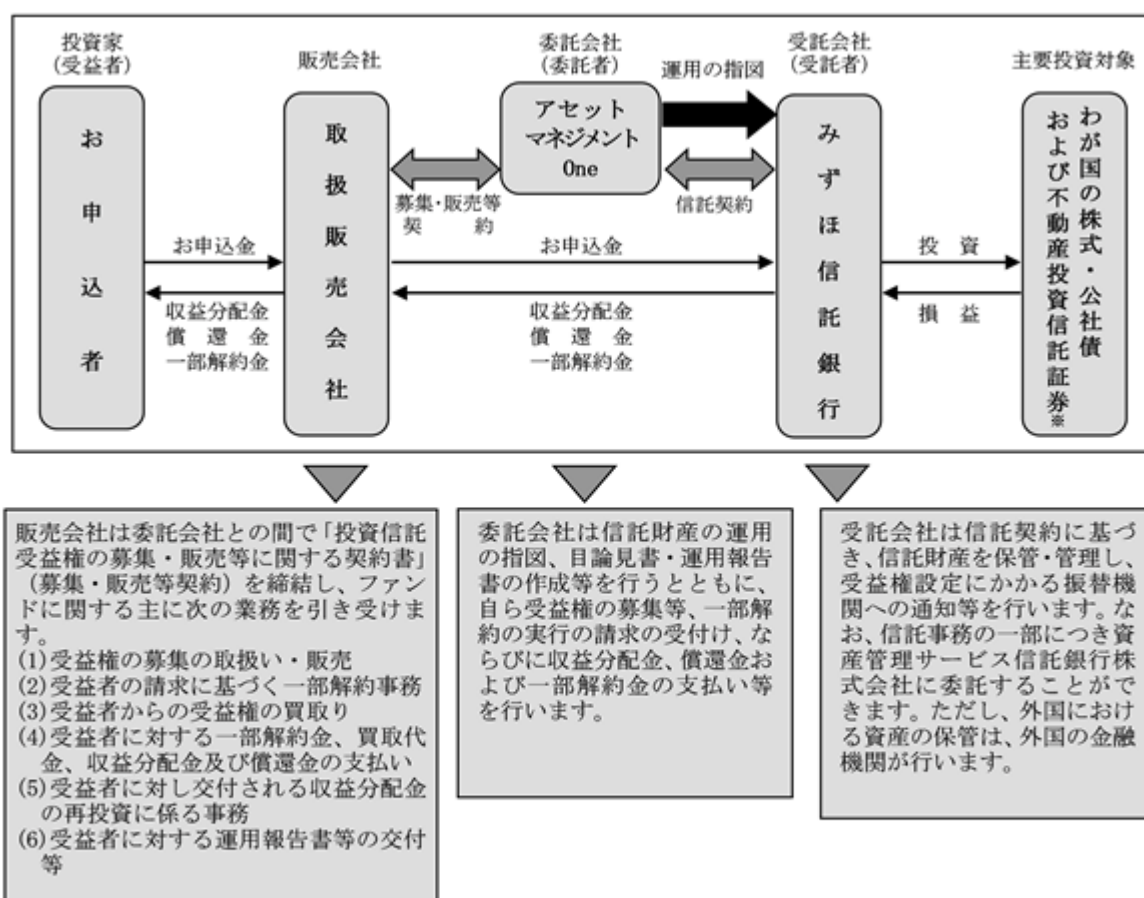 投資家
(受益者)
販売会社
委託会社
(委託者)
運用の指図
受託会社
(受託者)
主要投資対象
お申込者
取扱販売会社
アセット
マネジメント
One
みずほ信託銀行
わが国の株式・公社債
および不動産投資信託証券※
募集・販売等
契 約
信託契約
お申込金
収益分配金
償 還 金
一部解約金
お申込金
収益分配金
償 還 金
一部解約金
投 資
損 益
販売会社は委託会社との間で「投資信託
受益権の募集・販売等に関する契約書」
(募集・販売等契約)を締結し、ファン
ドに関する主に次の業務を引き受けま
す。
(1)受益権の募集の取扱い・販売
(2)受益者の請求に基づく一部解約事務
(3)受益者からの受益権の買取り
(4)受益者に対する一部解約金、買取代
金、収益分配金及び償還金の支払い
(5)受益者に対し交付される収益分配金
の再投資に係る事務
(6)受益者に対する運用報告書等の交付
等
委託会社は信託財産の運用
の指図、目論見書・運用報告
書の作成等を行うとともに、
自ら受益権の募集等、一部解
約の実行の請求の受付け、な
らびに収益分配金、償還金お
よび一部解約金の支払い等
を行います。
受託会社は信託契約に基づ
き、信託財産を保管・管理し、
受益権設定にかかる振替機
関への通知等を行います。な
お、信託事務の一部につき資
産管理サービス信託銀行株
式会社に委託することがで
きます。ただし、外国におけ
る資産の保管は、外国の金融
機関が行います。